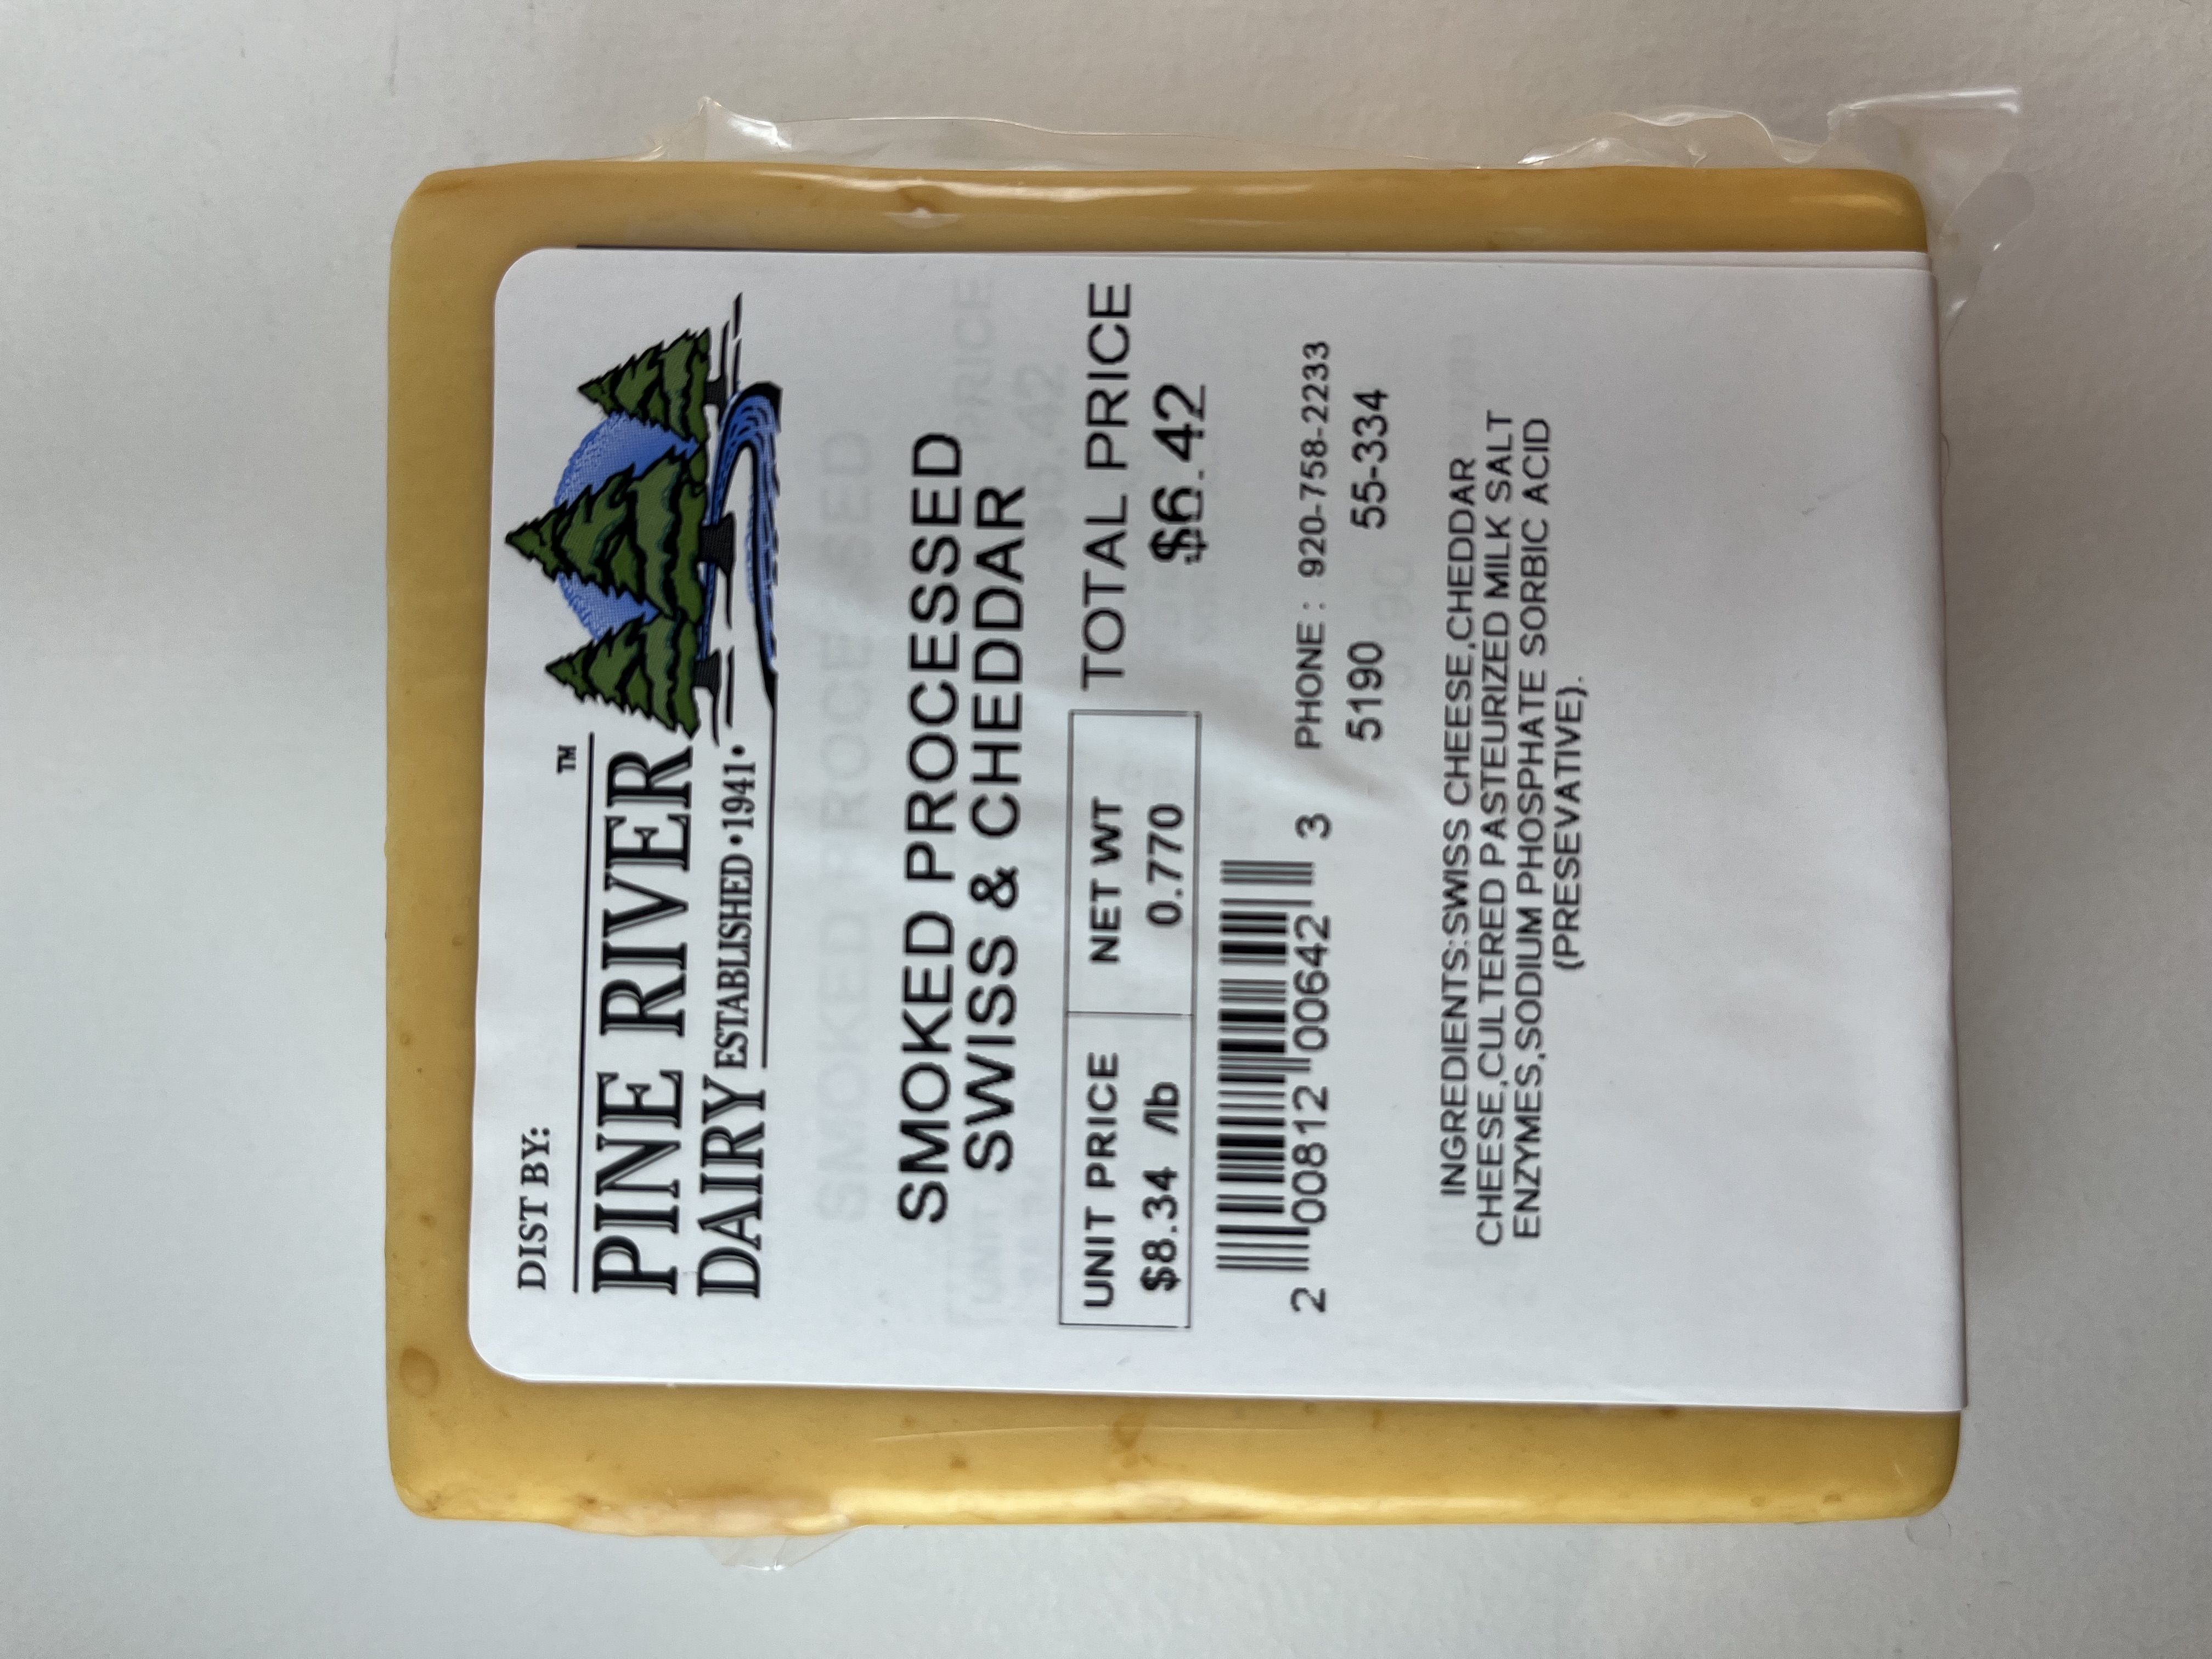 DIST BY:
PINE RIVER™
DAIRY ESTABLISHED•1941•
SMOKED PROCESSED
SWISS & CHEDDAR
UNIT PRICE NET WT TOTAL PRICE
$8.34 /lb 0.770 $6.42
2 00812 00642 3 PHONE: 920-758-2233
5190 55-334
INGREDIENTS:SWISS CHEESE,CHEDDAR
CHEESE,CULTERED PASTEURIZED MILK SALT
ENZYMES,SODIUM PHOSPHATE SORBIC ACID
(PRESEVATIVE).